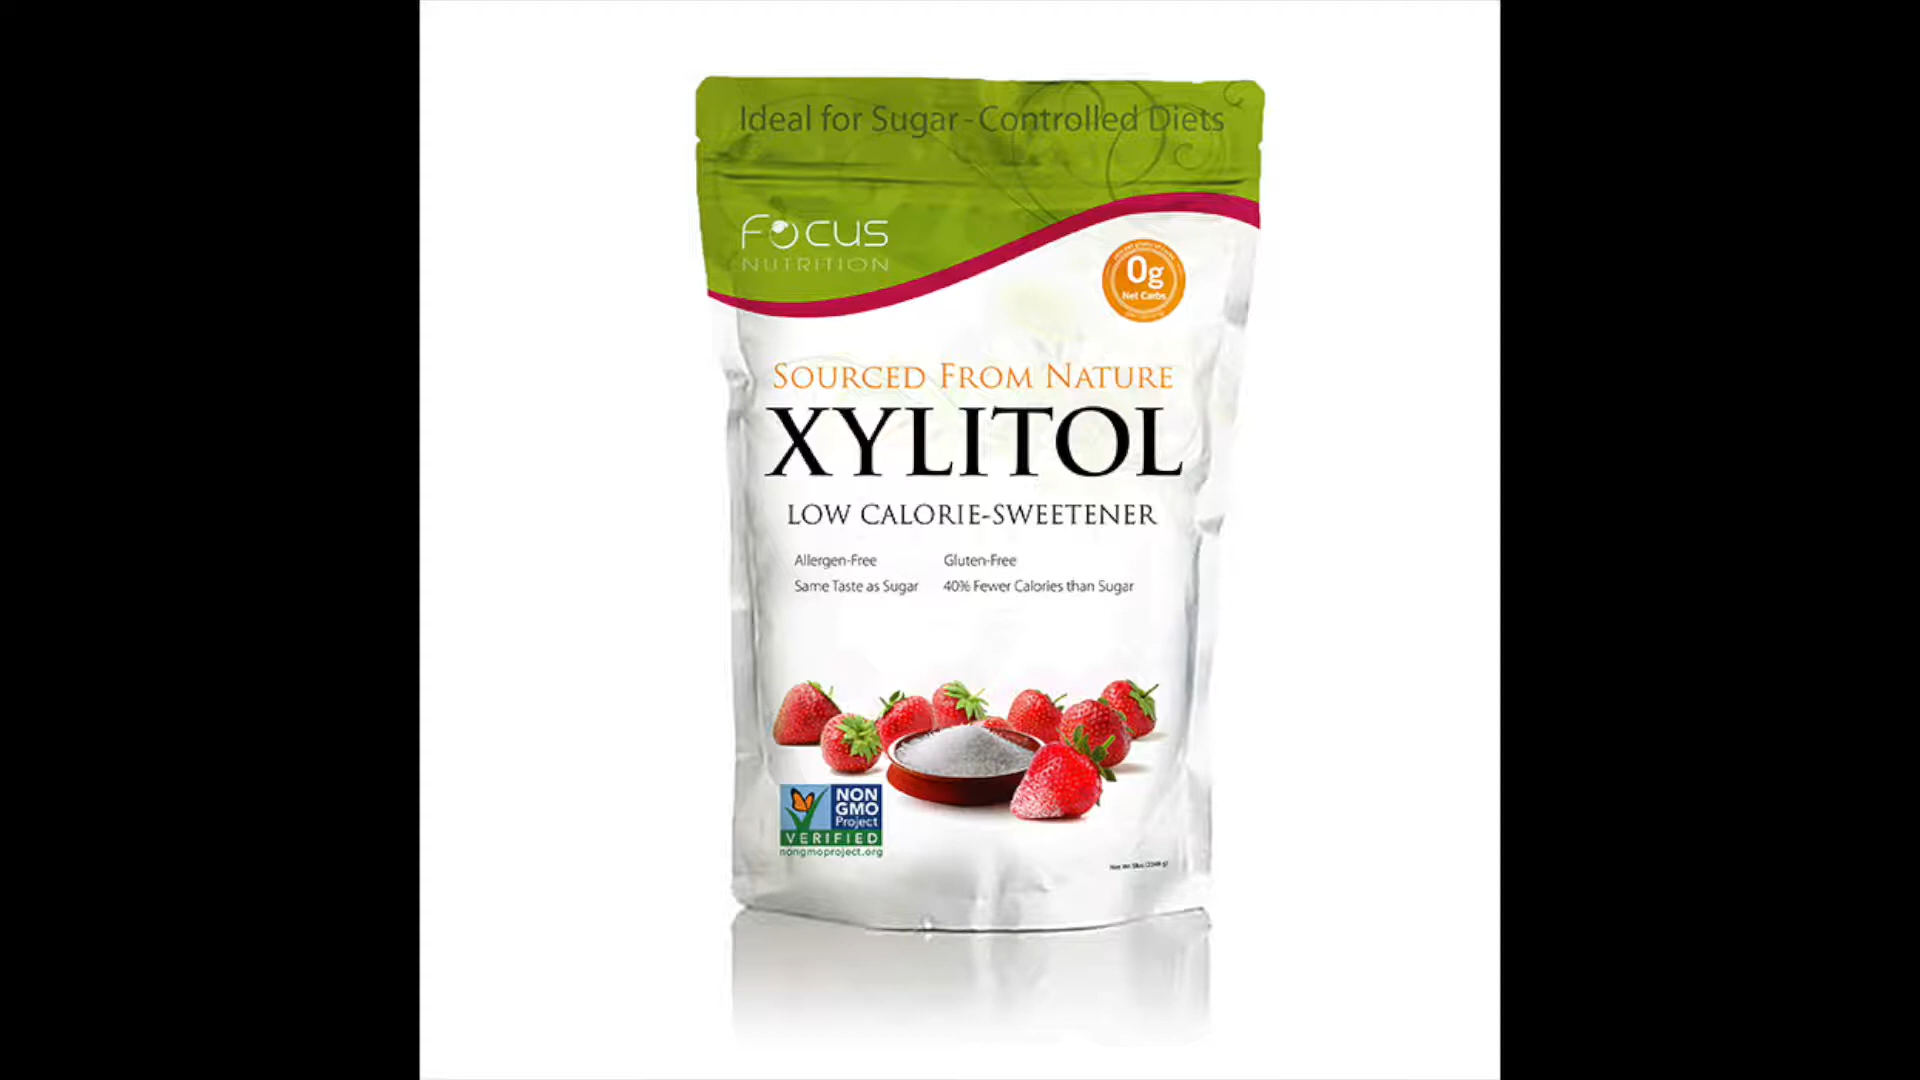 Ideal for Sugar-Controlled Diets
FOCUS
NUTRITION
0g
Net Carbs
SOURCED FROM NATURE
XYLITOL
LOW CALORIE-SWEETENER
Allergen-Free Gluten-Free
Same Taste as Sugar 40% Fewer Calories than Sugar
NON
GMO
Project
VERIFIED
nongmoproject.org